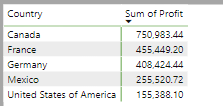 Country Sum of Profit
Canada 750,983.44
France 455,449.20
Germany 408,424.44
Mexico 255,520.72
United States of America 155,388.10